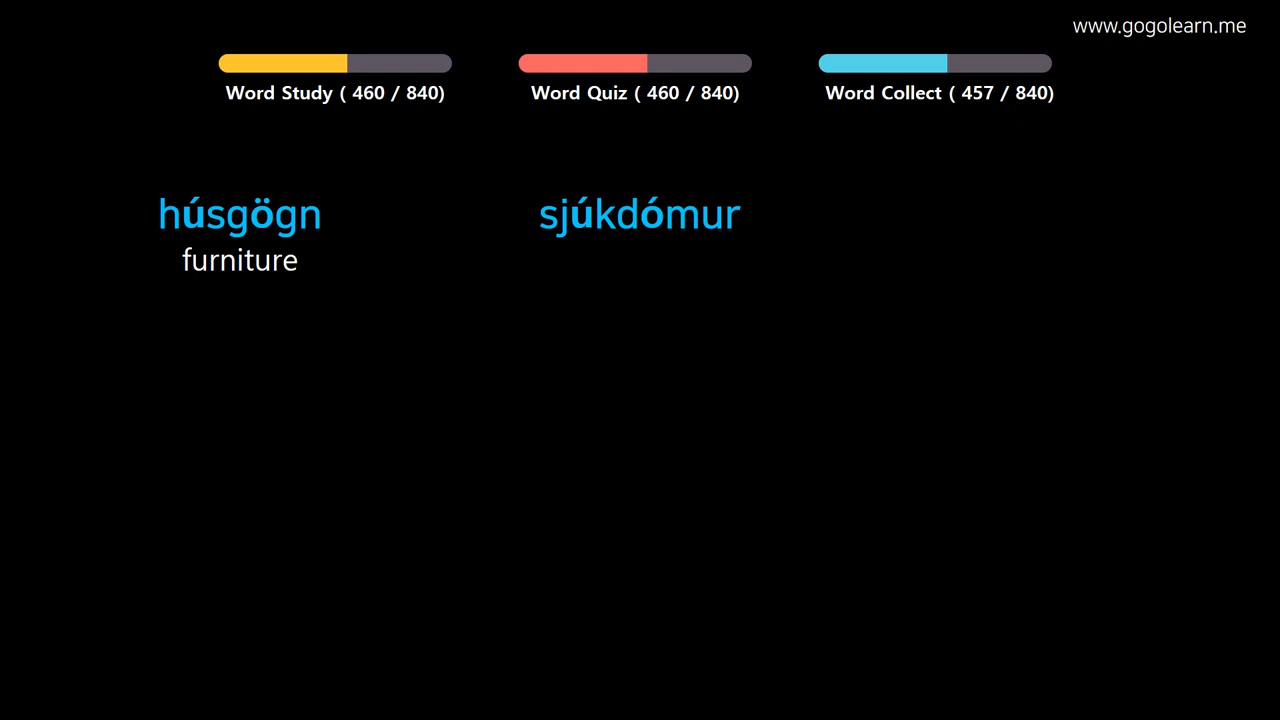 www.gogolearn.me
Word Study ( 460 / 840)
Word Quiz ( 460 / 840)
Word Collect ( 457 / 840)
húsgögn
furniture
sjúkdómur